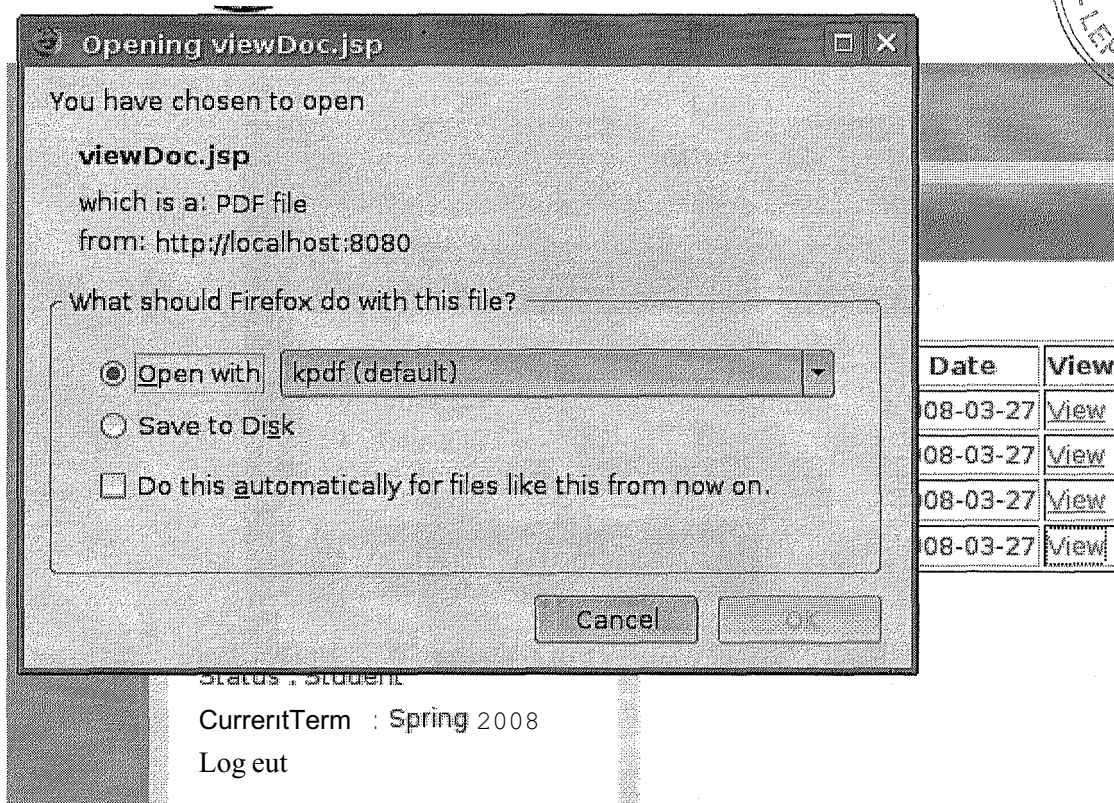 Opening viewDoc.jsp
You have chosen to open
viewDoc.jsp
which is a: PDF file
from: http://localhost:8080
What should Firefox do with this file?
Open with kpdf (default)
Save to Disk
Do this automatically for files like this from now on.
Cancel OK
Date View
08-03-27 View
08-03-27 View
08-03-27 View
08-03-27 View
Status : Student
CurrentTerm : Spring 2008
Log eut
LEF